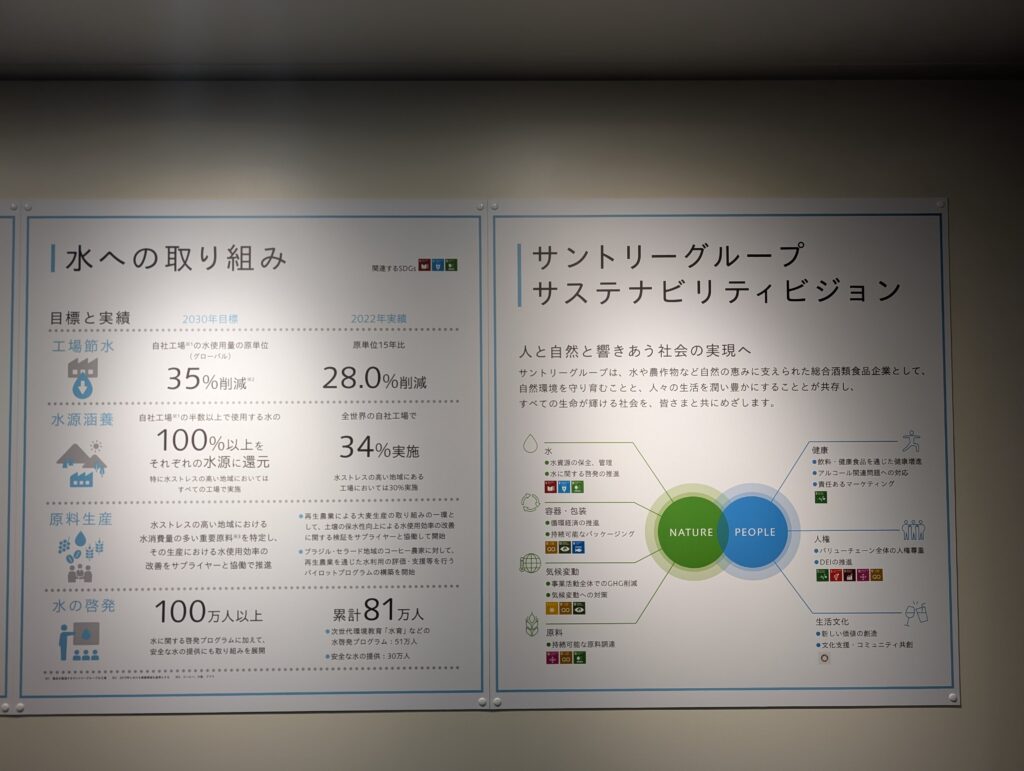 水への取り組み
関連するSDGs
目標と実績
2030年目標
2022年実績
工場節水
自社工場※1の水使用量の原単位
（グローバル）
35%削減※2
原単位15年比
28.0%削減
水源涵養
自社工場※1の半数以上で使用する水の
100%以上を
それぞれの水源に還元
特に水ストレスの高い地域においては
すべての工場で実施
全世界の自社工場で
34%実施
水ストレスの高い地域にある
工場においては30%実施
原料生産
水ストレスの高い地域における
水消費量の多い重要原料※3を特定し、
その生産における水使用効率の
改善をサプライヤーと協働で推進
●再生農業による大麦生産の取り組みの一環と
して、土壌の保水性向上による水使用効率の改善
に関する検証をサプライヤーと協働して開始
●ブラジル・セラード地域のコーヒー農家に対して、
再生農業を通じた水利用の評価・支援等を行う
パイロットプログラムの構築を開始
水の啓発
100万人以上
水に関する啓発プログラムに加えて、
安全な水の提供にも取り組みを展開
累計81万人
●次世代環境教育「水育」などの
水啓発プログラム：51万人
●安全な水の提供：30万人
サントリーグループ
サステナビリティビジョン
人と自然と響きあう社会の実現へ
サントリーグループは、水や農作物など自然の恵みに支えられた総合酒類食品企業として、
自然環境を守り育むことと、人々の生活を潤い豊かにすることとが共存し、
すべての生命が輝ける社会を、皆さまと共にめざします。
水
●水資源の保全、管理
●水に関する啓発の推進
容器・包装
●循環経済の推進
●持続可能なパッケージング
気候変動
●事業活動全体でのGHG削減
●気候変動への対策
原料
●持続可能な原料調達
NATURE
PEOPLE
健康
●飲料・健康食品を通じた健康増進
●アルコール関連問題への対応
●責任あるマーケティング
人権
●バリューチェーン全体の人権尊重
●DEIの推進
生活文化
●新しい価値の創造
●文化支援・コミュニティ共創